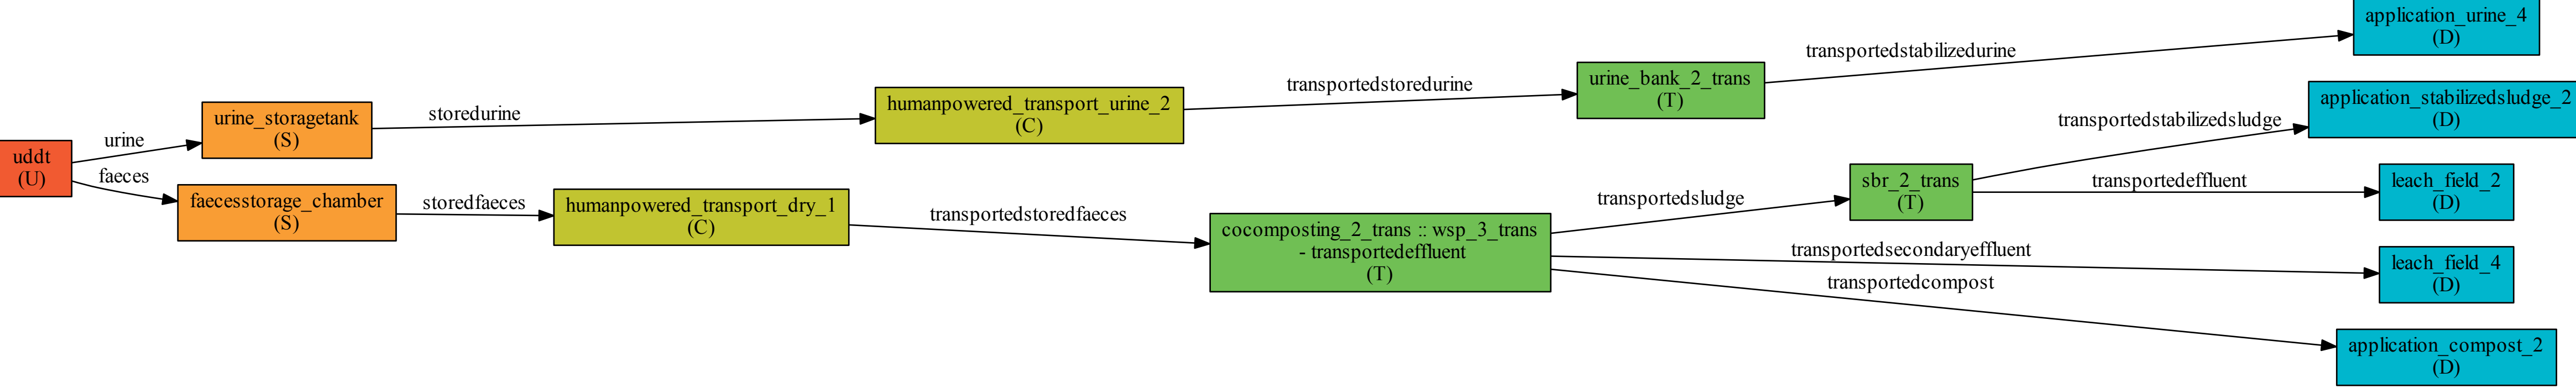 application_urine_4
(D)
transportedstabilizedurine
urine_bank_2_trans
(T)
transportedstoredurine
humanpowered_transport_urine_2
(C)
storedurine
urine_storagetank
(S)
urine
uddt
(U)
faeces
faecesstorage_chamber
(S)
storedfaeces
humanpowered_transport_dry_1
(C)
transportedstoredfaeces
cocomposting_2_trans :: wsp_3_trans
- transportedeffluent
(T)
transportedsludge
sbr_2_trans
(T)
transportedstabilizedsludge
application_stabilizedsludge_2
(D)
transportedeffluent
leach_field_2
(D)
transportedsecondaryeffluent
leach_field_4
(D)
transportedcompost
application_compost_2
(D)